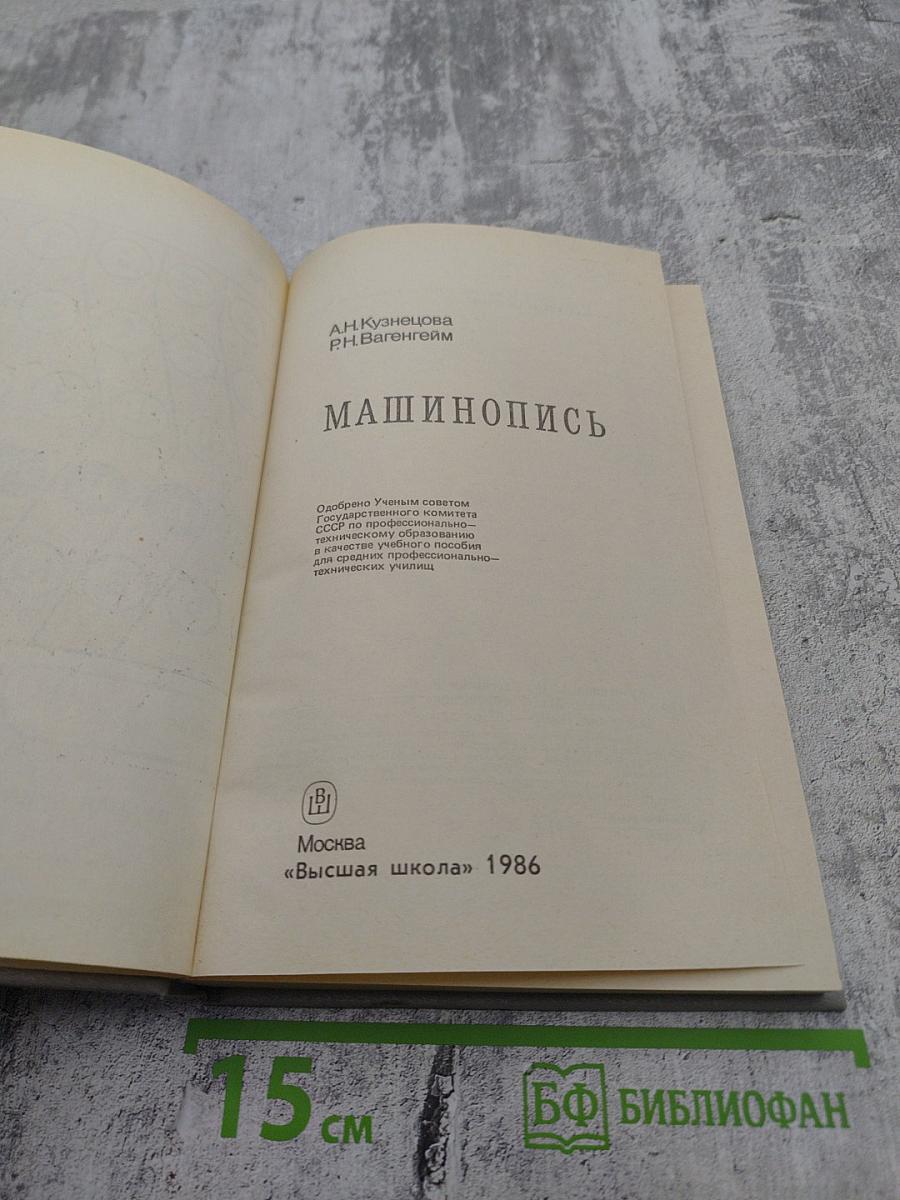 А.Н.Кузнецова
Р.Н.Вагенгейм
МАШИНОПИСЬ
Одобрено Ученым советом
Государственного комитета
СССР по профессионально—
техническому образованию
в качестве учебного пособия
для средних профессионально—
технических училищ
ВШ
Москва
«Высшая школа» 1986
15 см
БФ БИБЛИОФАН